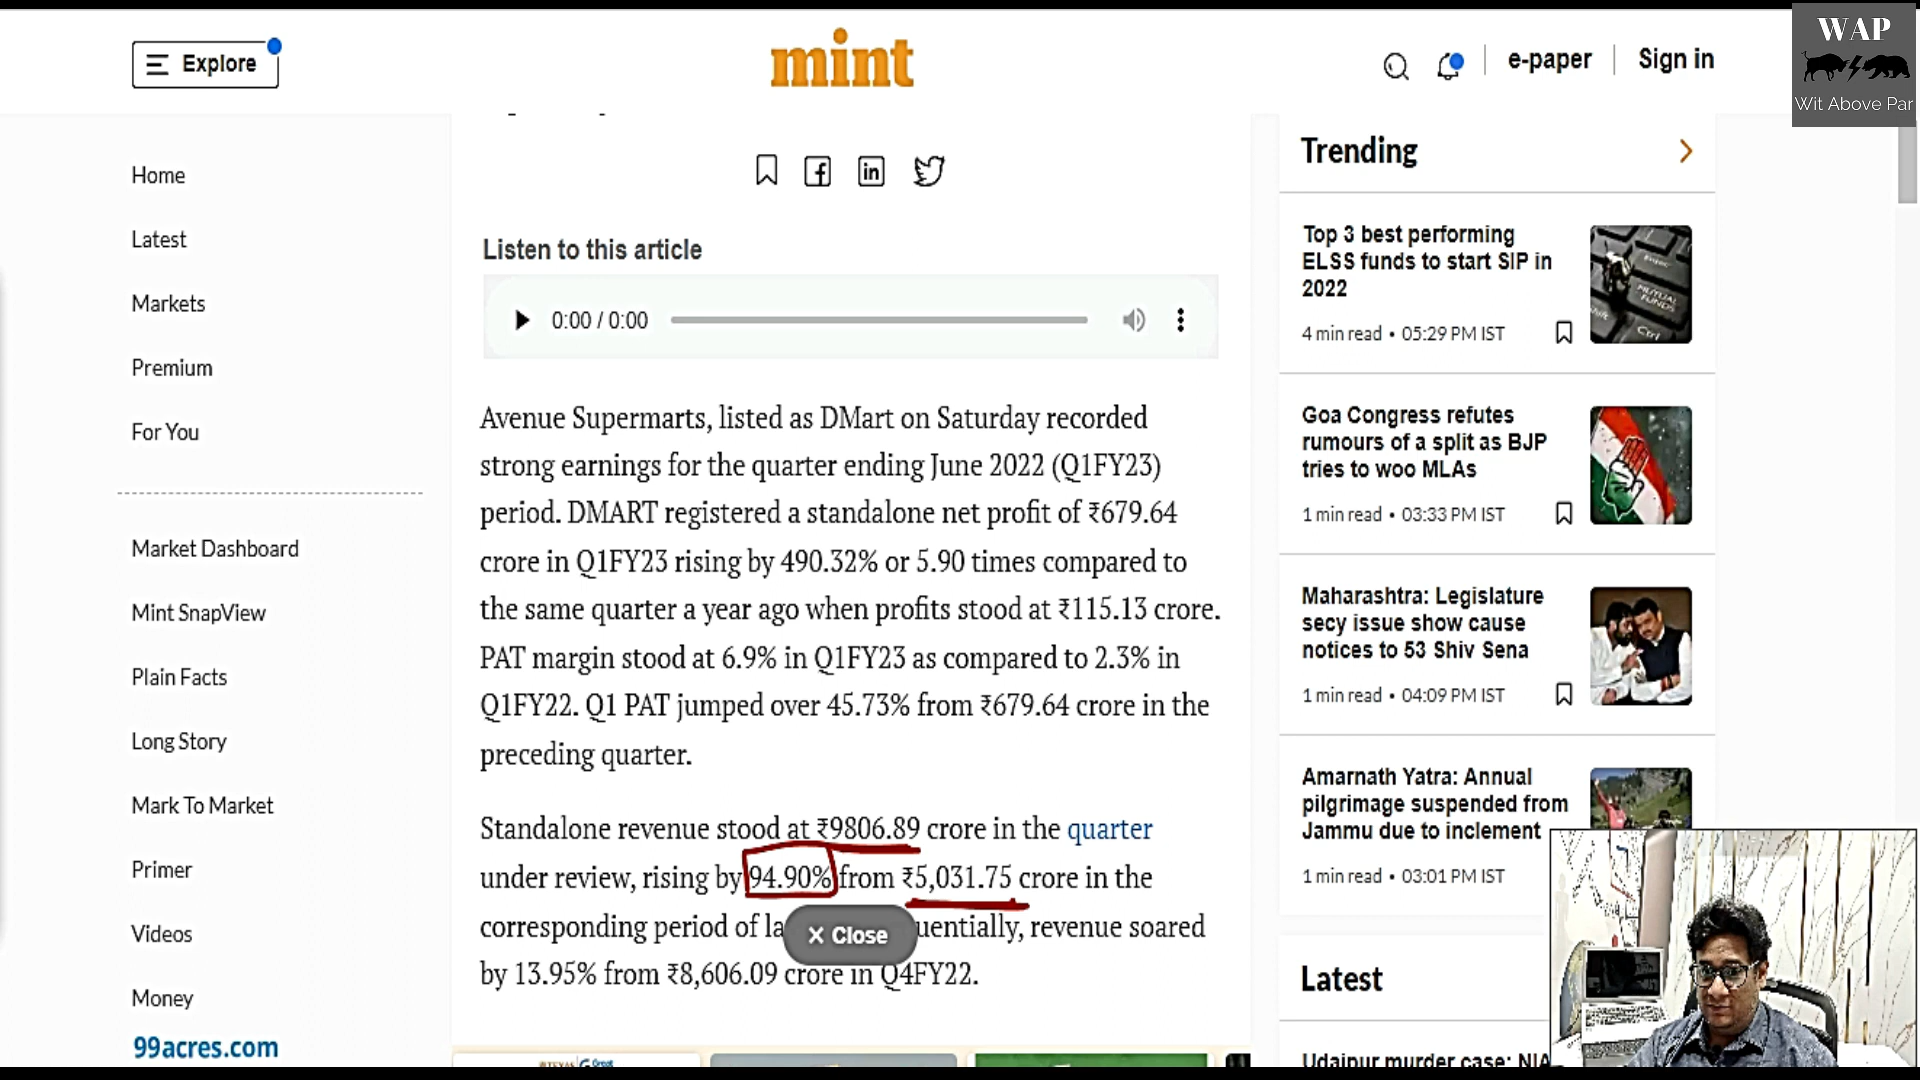 WAP
Wit Above Par
Explore
mint
e-paper
Sign in
Home
Latest
Markets
Premium
For You
Market Dashboard
Mint SnapView
Plain Facts
Long Story
Mark To Market
Primer
Videos
Money
99acres.com
Listen to this article
0:00 / 0:00
Avenue Supermarts, listed as DMart on Saturday recorded
strong earnings for the quarter ending June 2022 (Q1FY23)
period. DMART registered a standalone net profit of ₹679.64
crore in Q1FY23 rising by 490.32% or 5.90 times compared to
the same quarter a year ago when profits stood at ₹115.13 crore.
PAT margin stood at 6.9% in Q1FY23 as compared to 2.3% in
Q1FY22. Q1 PAT jumped over 45.73% from ₹679.64 crore in the
preceding quarter.
Standalone revenue stood at ₹9806.89 crore in the quarter
under review, rising by 94.90% from ₹5,031.75 crore in the
corresponding period of la uentially, revenue soared
× Close
by 13.95% from ₹8,606.09 crore in Q4FY22.
Trending
Top 3 best performing
ELSS funds to start SIP in
2022
4 min read • 05:29 PM IST
Goa Congress refutes
rumours of a split as BJP
tries to woo MLAs
1 min read • 03:33 PM IST
Maharashtra: Legislature
secy issue show cause
notices to 53 Shiv Sena
1 min read • 04:09 PM IST
Amarnath Yatra: Annual
pilgrimage suspended from
Jammu due to inclement
1 min read • 03:01 PM IST
Latest
Udaipur murder case: NIA